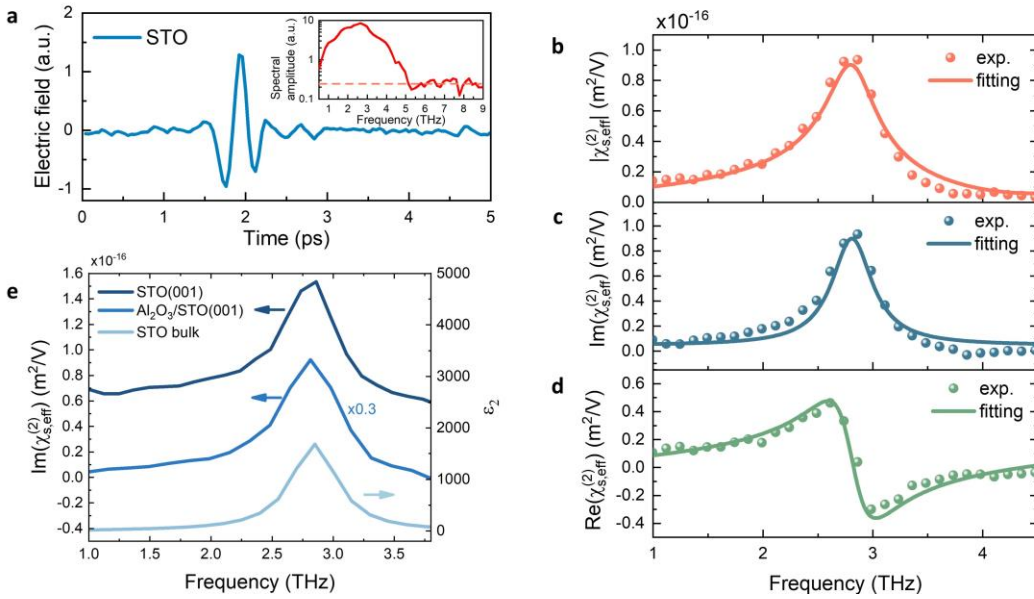 a
2
1
0
-1
Electric field (a.u.)
STO
0
1
2
3
4
5
Time (ps)
10
1
0.1
Spectral
amplitude (a.u.)
1 2 3 4 5 6 7 8 9
Frequency (THz)
b
×10⁻¹⁶
1.0
0.8
0.6
0.4
0.2
0.0
|χ⁽²⁾s,eff| (m²/V)
exp.
fitting
c
1.0
0.8
0.6
0.4
0.2
0.0
Im(χ⁽²⁾s,eff) (m²/V)
exp.
fitting
d
0.4
0.2
0.0
-0.2
-0.4
Re(χ⁽²⁾s,eff) (m²/V)
exp.
fitting
1
2
3
4
Frequency (THz)
e
×10⁻¹⁶
1.6
1.4
1.2
1.0
0.8
0.6
0.4
0.2
0.0
-0.2
-0.4
Im(χ⁽²⁾s,eff) (m²/V)
STO(001)
Al₂O₃/STO(001)
STO bulk
x0.3
5000
4000
3000
2000
1000
0
ε₂
1.0
1.5
2.0
2.5
3.0
3.5
Frequency (THz)